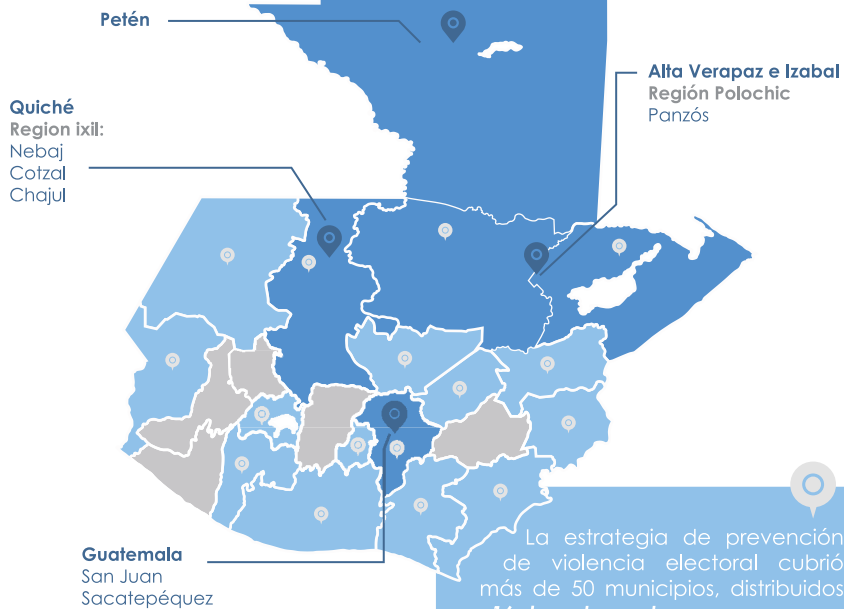 Petén
Alta Verapaz e Izabal
Región Polochic
Panzós
Quiché
Region ixil:
Nebaj
Cotzal
Chajul
Guatemala
San Juan
Sacatepéquez
La estrategia de prevención
de violencia electoral cubrió
más de 50 municipios, distribuidos